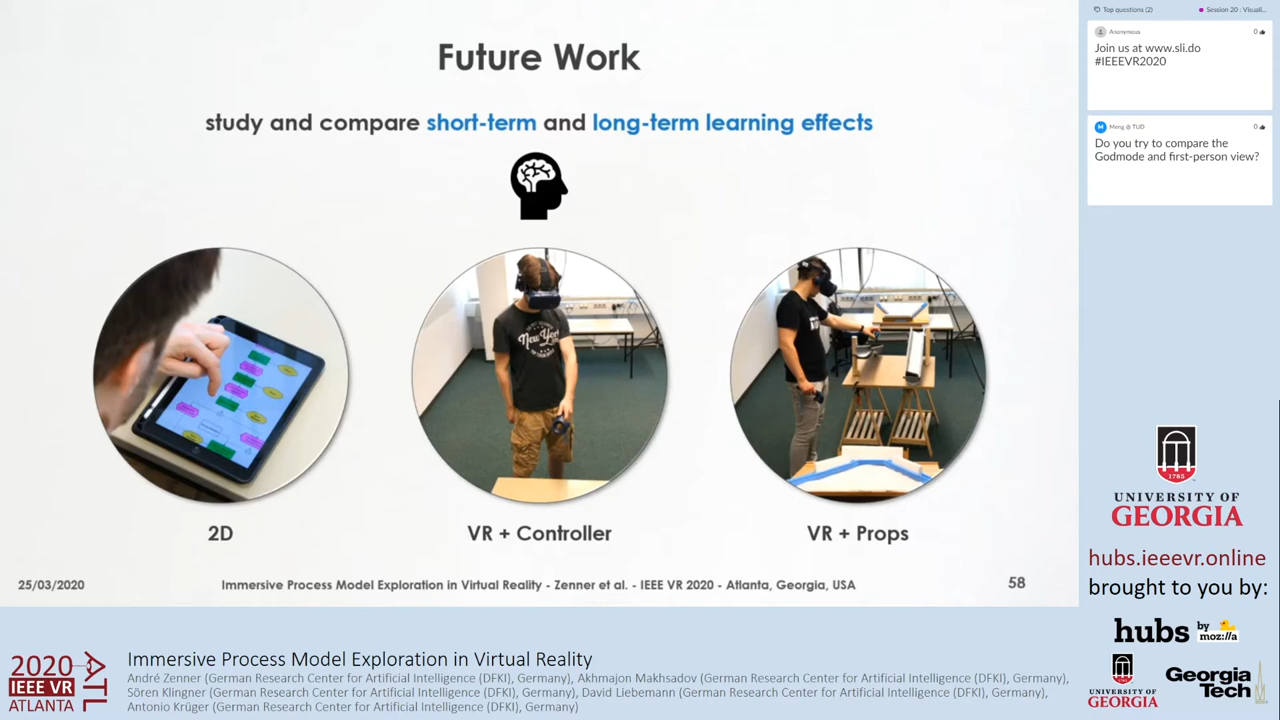 Future Work
study and compare short-term and long-term learning effects
2D
VR + Controller
VR + Props
25/03/2020
Immersive Process Model Exploration in Virtual Reality - Zenner et al. - IEEE VR 2020 - Atlanta, Georgia, USA
58
Top questions (2)
Session 20 : Visuali...
Anonymous
0
Join us at www.sli.do
#IEEEVR2020
M
Meng @ TUD
0
Do you try to compare the
Godmode and first-person view?
1785
UNIVERSITY OF
GEORGIA
hubs.ieeevr.online
brought to you by:
hubs by
moz://a
UNIVERSITY OF
GEORGIA
Georgia
Tech
2020
IEEE VR
ATLANTA
ATL
Immersive Process Model Exploration in Virtual Reality
André Zenner (German Research Center for Artificial Intelligence (DFKI), Germany), Akhmajon Makhsadov (German Research Center for Artificial Intelligence (DFKI), Germany),
Sören Klingner (German Research Center for Artificial Intelligence (DFKI), Germany), David Liebemann (German Research Center for Artificial Intelligence (DFKI), Germany),
Antonio Krüger (German Research Center for Artificial Intelligence (DFKI), Germany)
New York